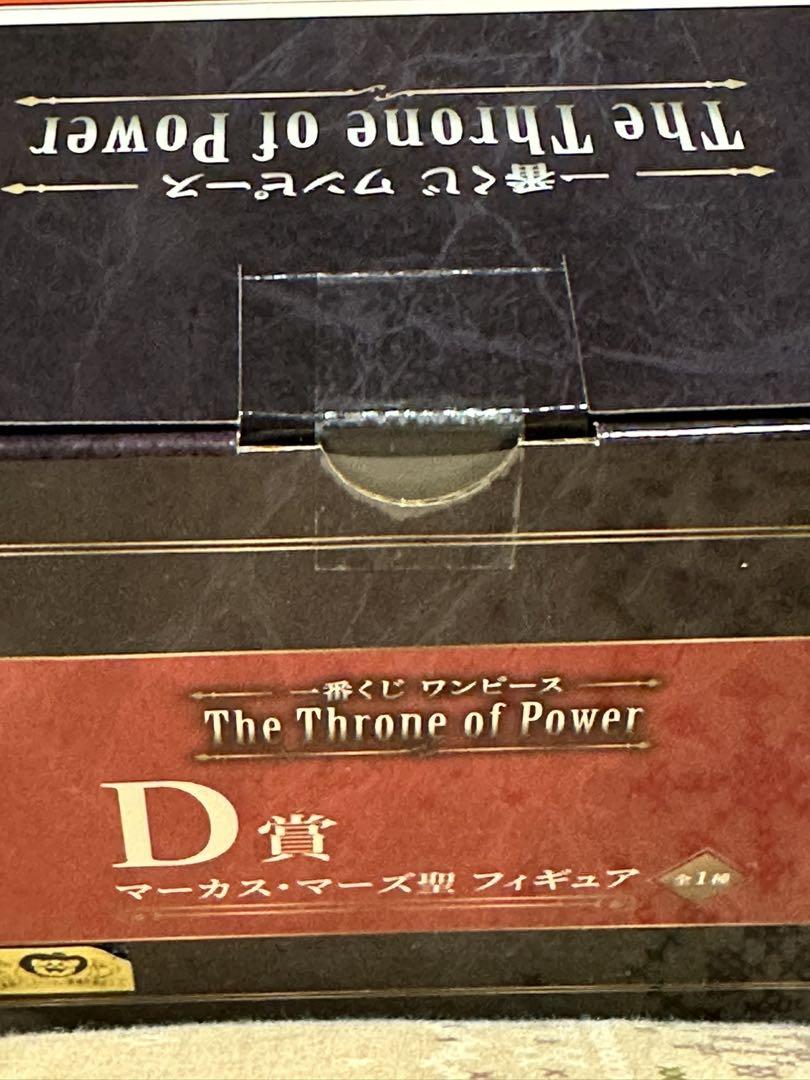 The Throne of Power
一番くじ ワンピース
一番くじ ワンピース
The Throne of Power
D賞
マーカス・マーズ聖 フィギュア
全1種